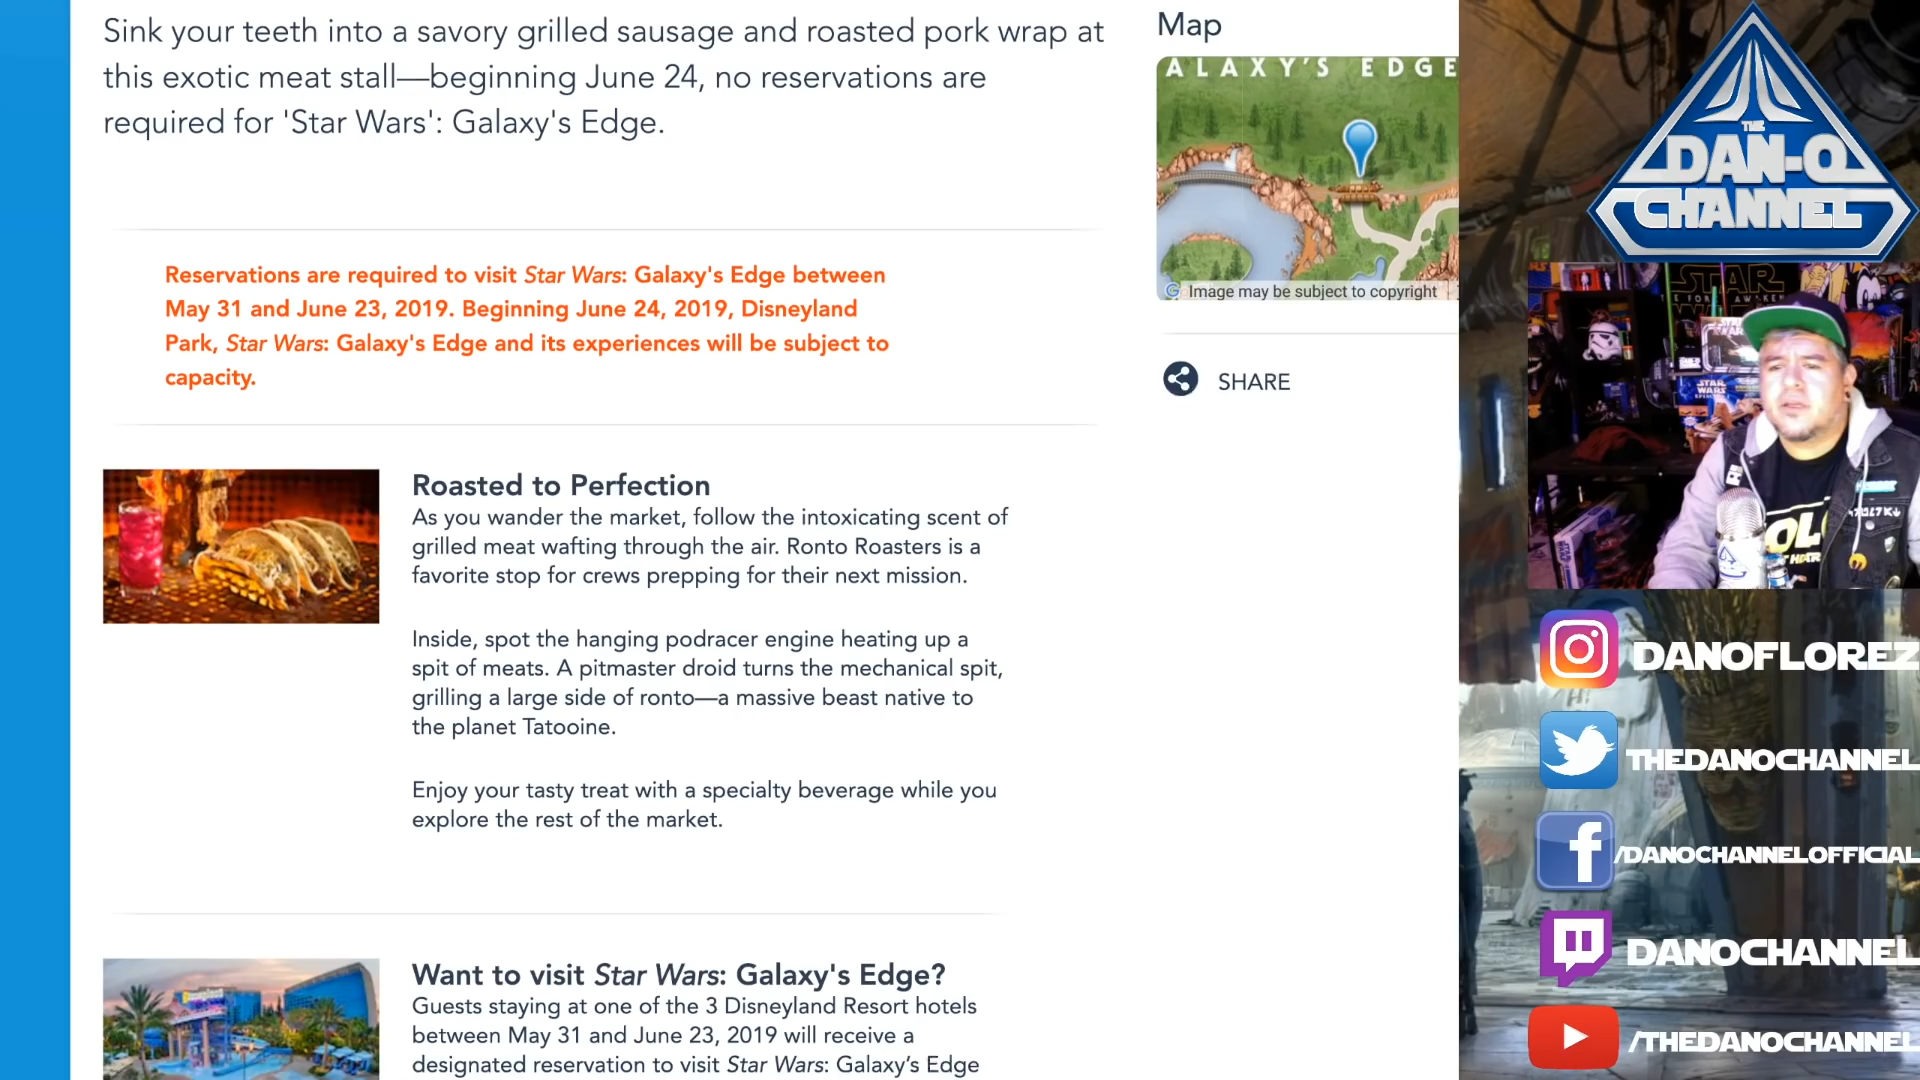 Sink your teeth into a savory grilled sausage and roasted pork wrap at
this exotic meat stall—beginning June 24, no reservations are
required for 'Star Wars': Galaxy's Edge.
Reservations are required to visit Star Wars: Galaxy's Edge between
May 31 and June 23, 2019. Beginning June 24, 2019, Disneyland
Park, Star Wars: Galaxy's Edge and its experiences will be subject to
capacity.
Roasted to Perfection
As you wander the market, follow the intoxicating scent of
grilled meat wafting through the air. Ronto Roasters is a
favorite stop for crews prepping for their next mission.
Inside, spot the hanging podracer engine heating up a
spit of meats. A pitmaster droid turns the mechanical spit,
grilling a large side of ronto—a massive beast native to
the planet Tatooine.
Enjoy your tasty treat with a specialty beverage while you
explore the rest of the market.
Want to visit Star Wars: Galaxy's Edge?
Guests staying at one of the 3 Disneyland Resort hotels
between May 31 and June 23, 2019 will receive a
designated reservation to visit Star Wars: Galaxy's Edge
Map
ALAXY'S EDGE
Image may be subject to copyright
SHARE
THE
DAN-O
CHANNEL
STAR
WARS
DANOFLOREZ
THEDANOCHANNEL
/DANOCHANNELOFFICIAL
DANOCHANNEL
/THEDANOCHANNEL